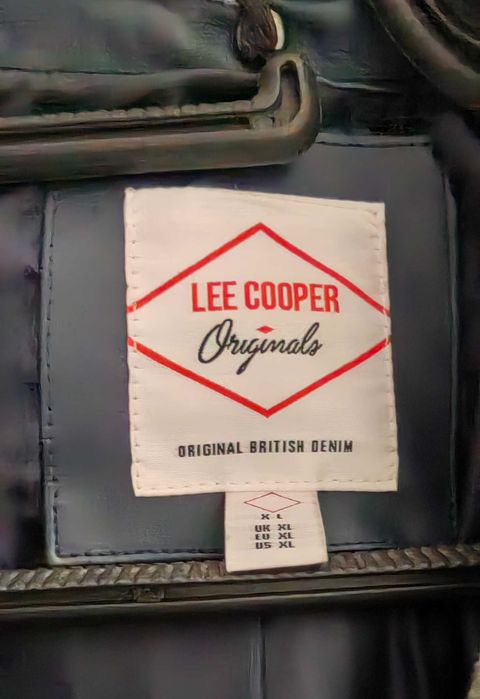 LEE COOPER
Originals
ORIGINAL BRITISH DENIM
XL
UK XL
EU XL
US XL